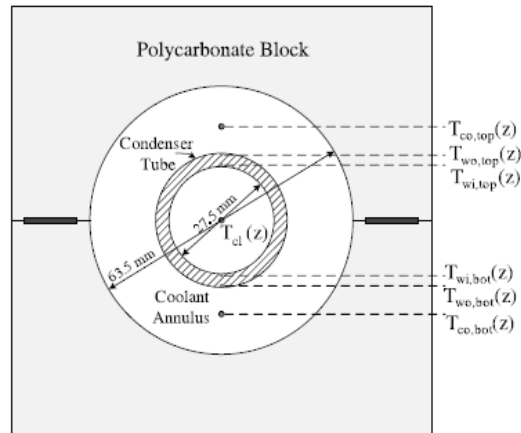 Polycarbonate Block
Condenser
Tube
T_co,top(z)
T_wo,top(z)
T_wi,top(z)
27.5 mm
T_cl (z)
63.5 mm
Coolant
Annulus
T_wi,bot(z)
T_wo,bot(z)
T_co,bot(z)